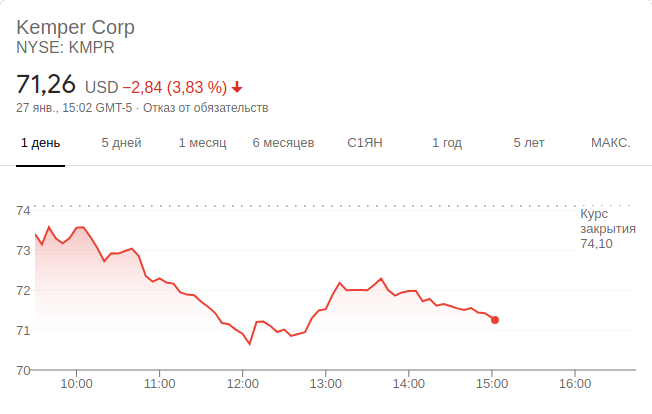 Kemper Corp
NYSE: KMPR
71,26 USD −2,84 (3,83 %)
27 янв., 15:02 GMT-5 · Отказ от обязательств
1 день 5 дней 1 месяц 6 месяцев С1ЯН 1 год 5 лет МАКС.
74
Курс
закрытия
74,10
73
72
71
70
10:00 11:00 12:00 13:00 14:00 15:00 16:00